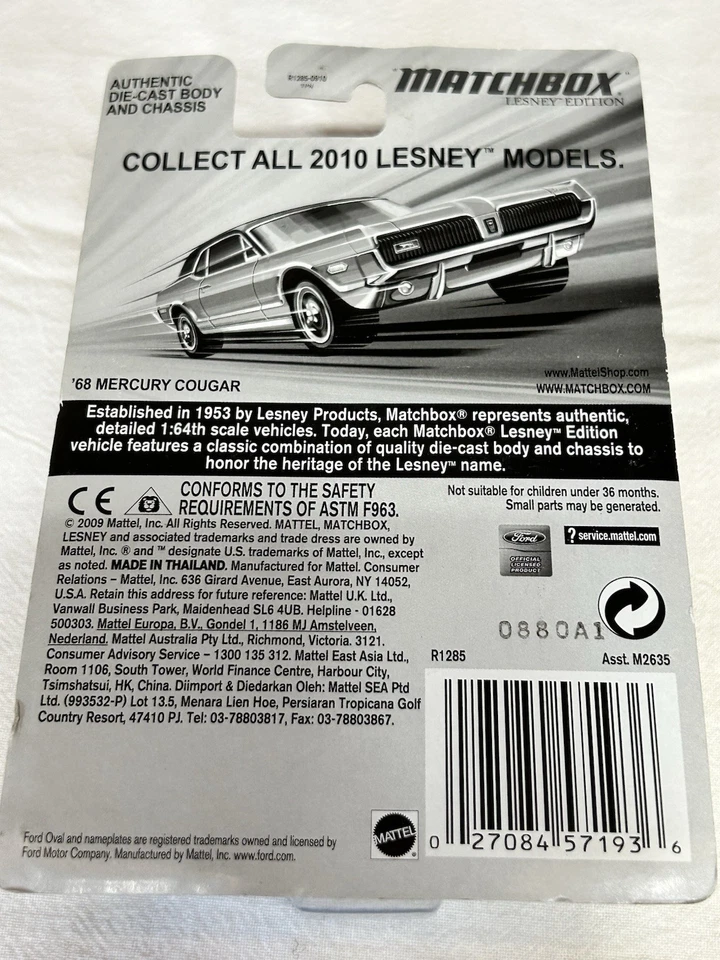 AUTHENTIC
DIE-CAST BODY
AND CHASSIS
MATCHBOX
LESNEY EDITION
COLLECT ALL 2010 LESNEY™ MODELS.
'68 MERCURY COUGAR
www.MattelShop.com
WWW.MATCHBOX.COM
Established in 1953 by Lesney Products, Matchbox® represents authentic,
detailed 1:64th scale vehicles. Today, each Matchbox® Lesney™ Edition
vehicle features a classic combination of quality die-cast body and chassis to
honor the heritage of the Lesney™ name.
CE
CONFORMS TO THE SAFETY
REQUIREMENTS OF ASTM F963.
© 2009 Mattel, Inc. All Rights Reserved. MATTEL, MATCHBOX,
LESNEY and associated trademarks and trade dress are owned by
Mattel, Inc. ® and ™ designate U.S. trademarks of Mattel, Inc., except
as noted. MADE IN THAILAND. Manufactured for Mattel. Consumer
Relations – Mattel, Inc. 636 Girard Avenue, East Aurora, NY 14052,
U.S.A. Retain this address for future reference: Mattel U.K. Ltd.,
Vanwall Business Park, Maidenhead SL6 4UB. Helpline - 01628
500303. Mattel Europa, B.V., Gondel 1, 1186 MJ Amstelveen,
Nederland. Mattel Australia Pty Ltd., Richmond, Victoria. 3121.
Consumer Advisory Service – 1300 135 312. Mattel East Asia Ltd.,
Room 1106, South Tower, World Finance Centre, Harbour City,
Tsimshatsui, HK, China. Diimport & Diedarkan Oleh: Mattel SEA Ptd
Ltd. (993532-P) Lot 13.5, Menara Lien Hoe, Persiaran Tropicana Golf
Country Resort, 47410 PJ. Tel: 03-78803817, Fax: 03-78803867.
Not suitable for children under 36 months.
Small parts may be generated.
Ford
OFFICIAL
LICENSED
PRODUCT
? service.mattel.com
0880A1
R1285
Asst. M2635
0 27084 57193 6
MATTEL
Ford Oval and nameplates are registered trademarks owned and licensed by
Ford Motor Company. Manufactured by Mattel, Inc. www.ford.com.